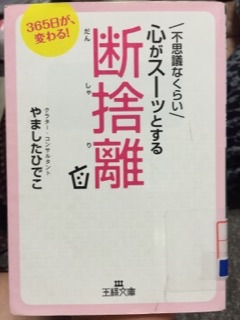 365日が、
変わる!
不思議なくらい
心がスーッとする
断捨離
だん
しゃ
り
クラター・コンサルタント
やましたひでこ
王様文庫